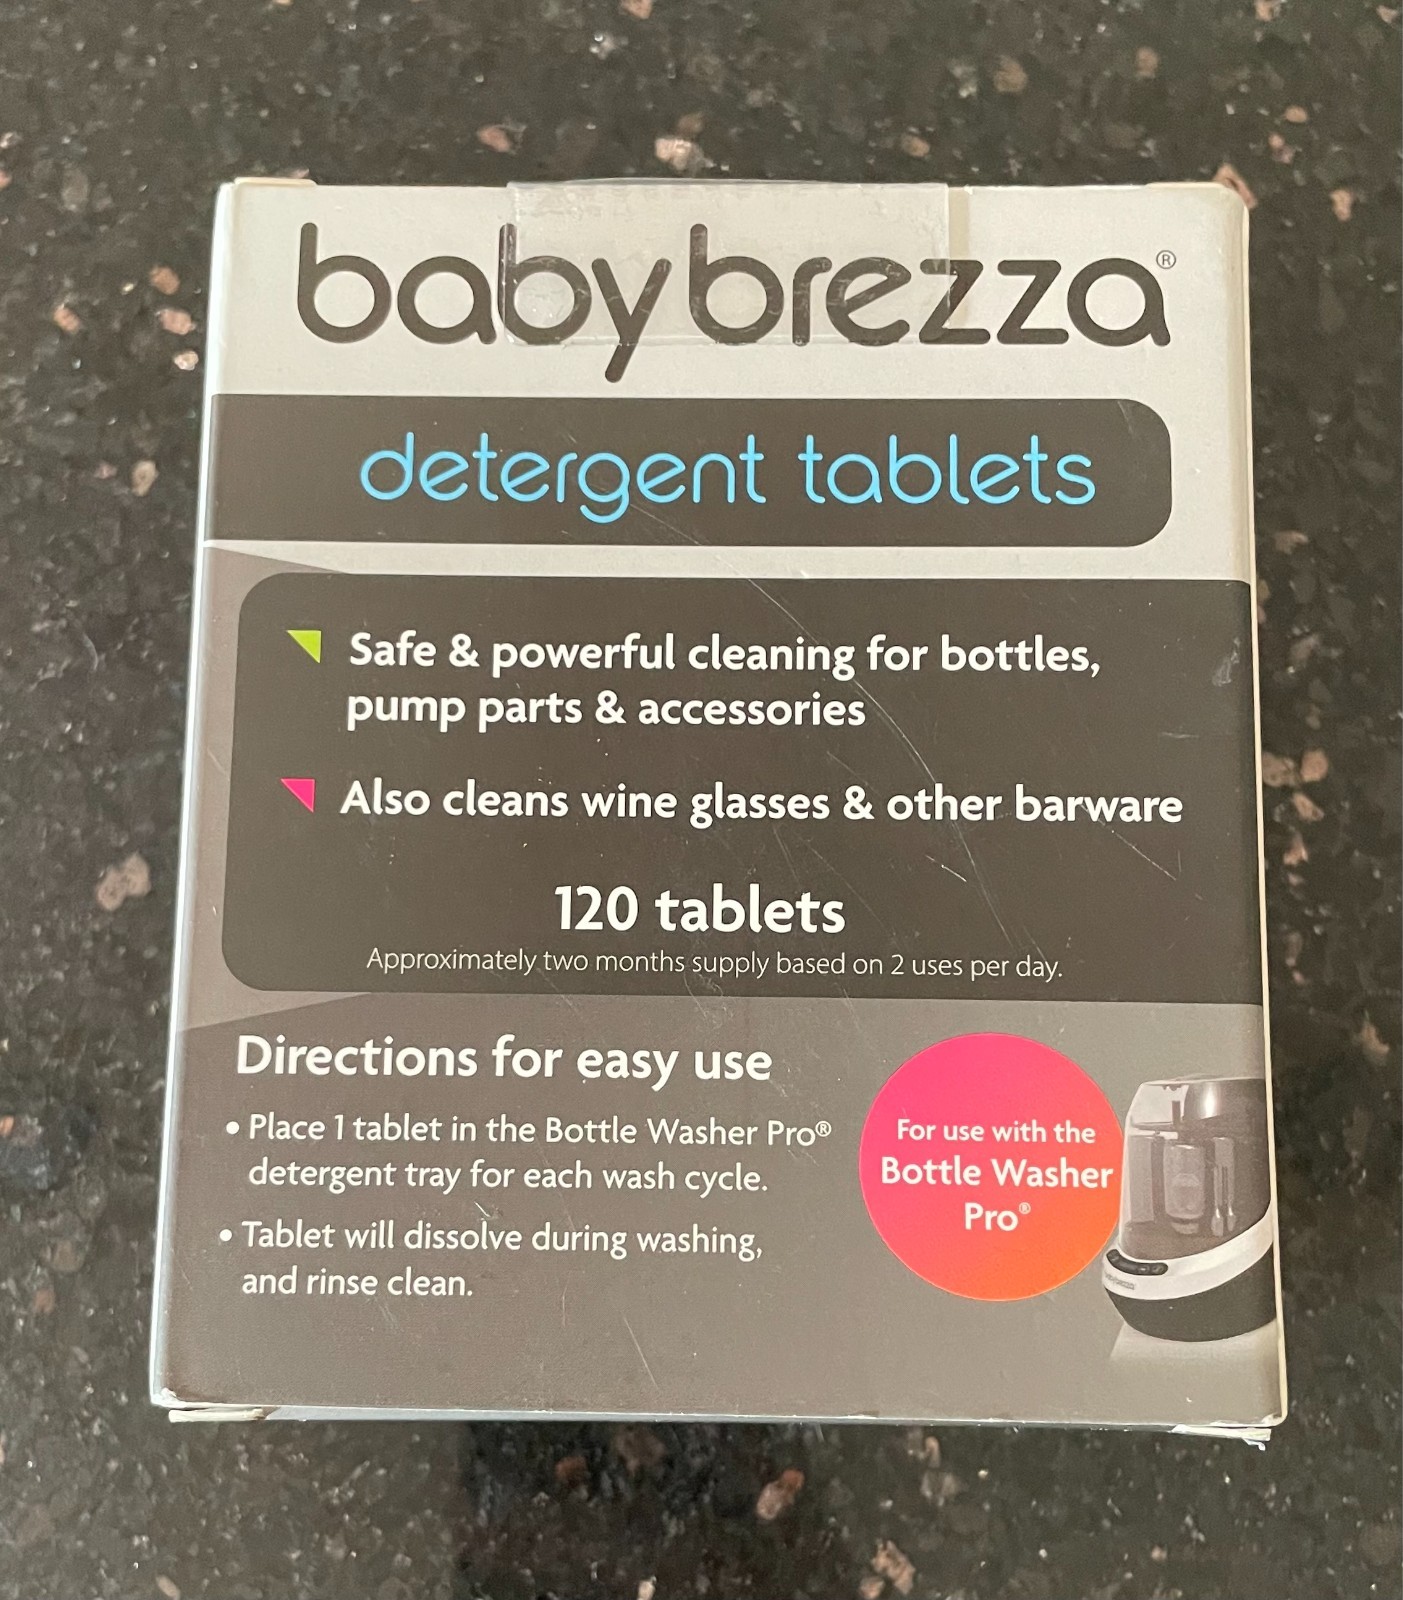 babybrezza®
detergent tablets
Safe & powerful cleaning for bottles,
pump parts & accessories
Also cleans wine glasses & other barware
120 tablets
Approximately two months supply based on 2 uses per day.
Directions for easy use
• Place 1 tablet in the Bottle Washer Pro®
detergent tray for each wash cycle.
• Tablet will dissolve during washing,
and rinse clean.
For use with the
Bottle Washer
Pro®
babybrezza